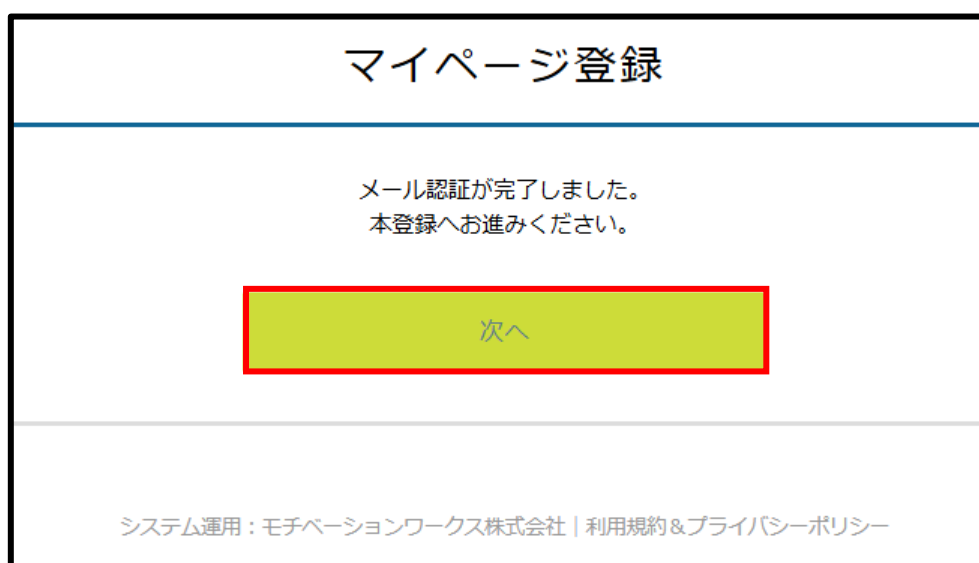 マイページ登録
メール認証が完了しました。
本登録へお進みください。
次へ
システム運用：モチベーションワークス株式会社｜利用規約&プライバシーポリシー